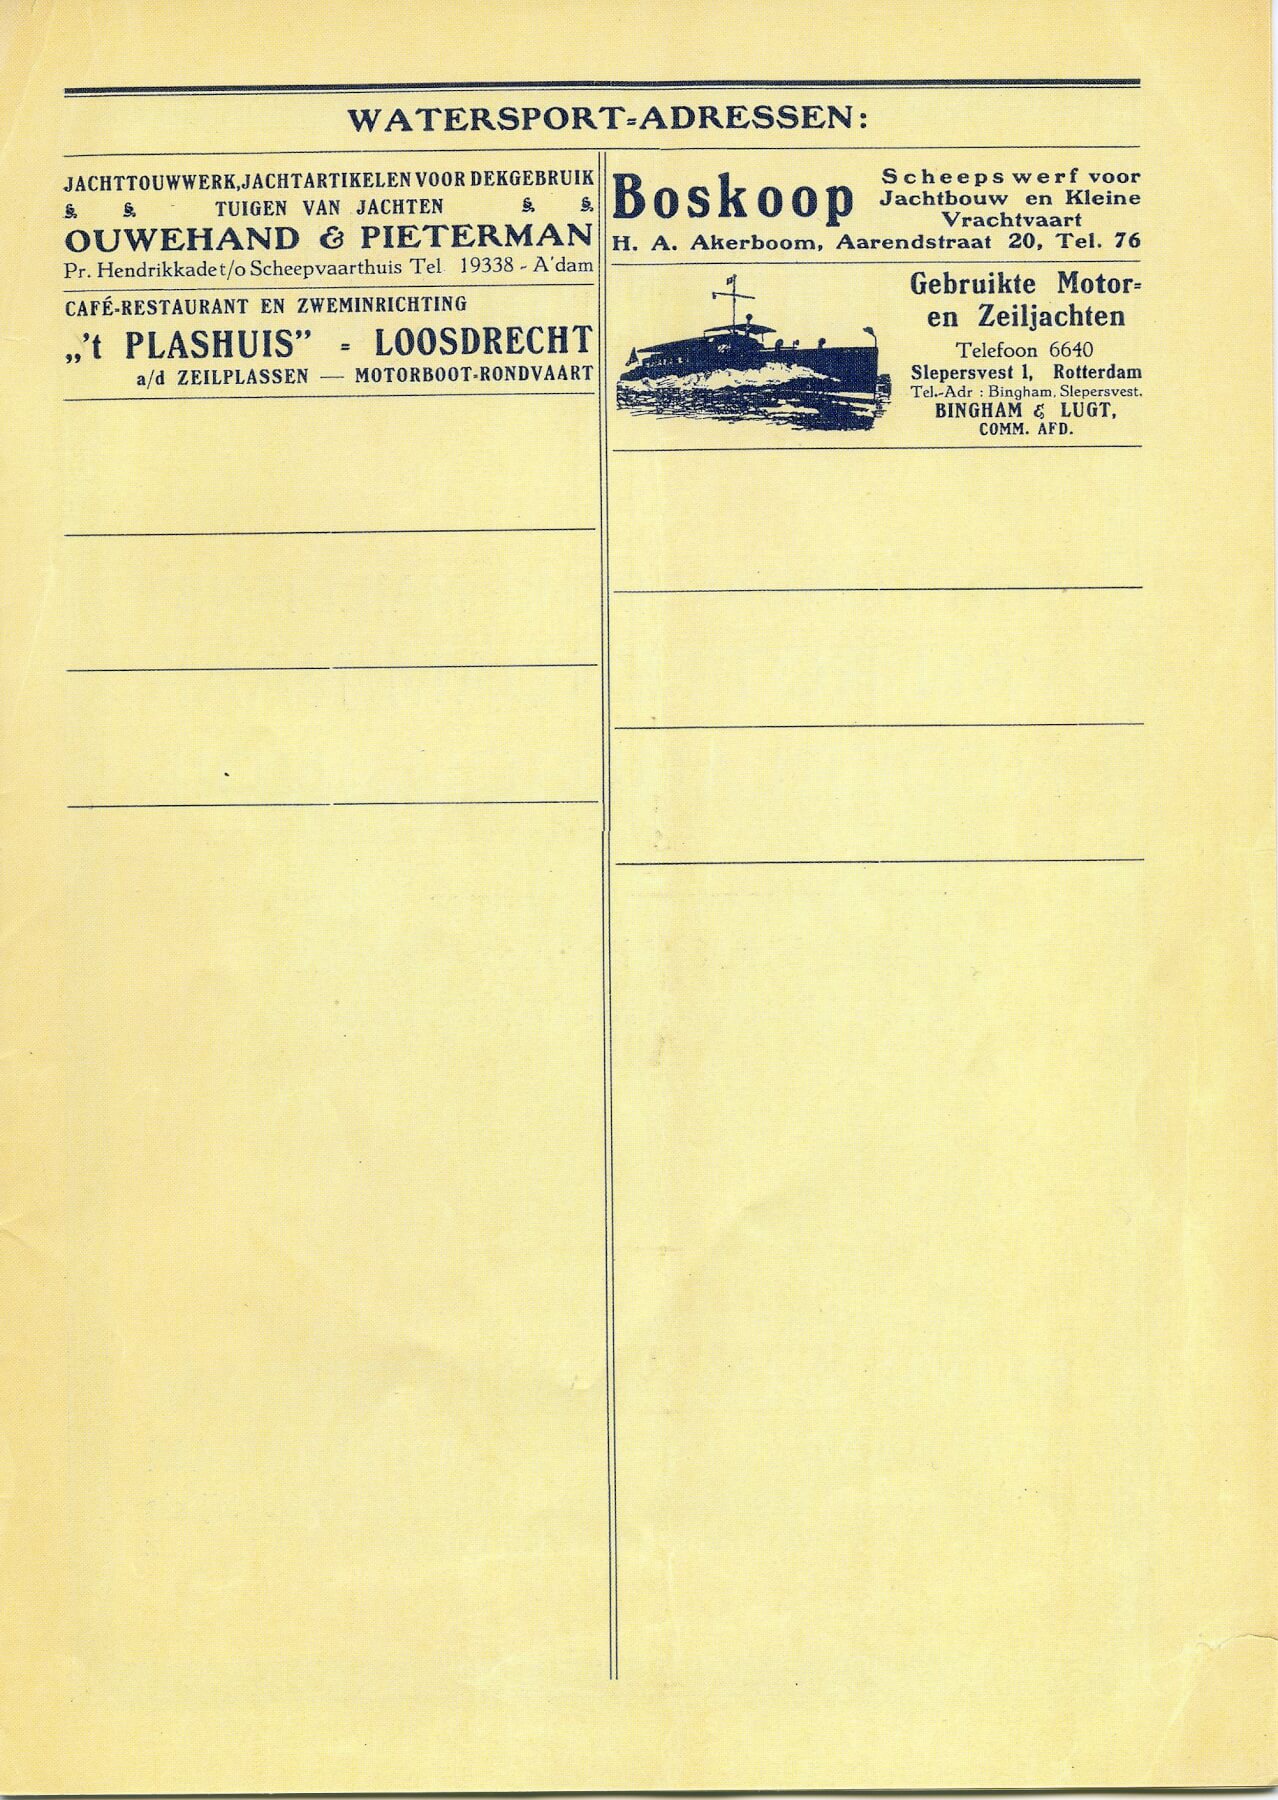 WATERSPORT=ADRESSEN:
JACHTTOUWWERK, JACHTARTIKELEN VOOR DEKGEBRUIK
TUIGEN VAN JACHTEN
OUWEHAND & PIETERMAN
Pr. Hendrikkade t/o Scheepvaarthuis Tel 19338 - A'dam
CAFÉ-RESTAURANT EN ZWEMINRICHTING
„'t PLASHUIS” = LOOSDRECHT
a/d ZEILPLASSEN — MOTORBOOT-RONDVAART
Boskoop
Scheepswerf voor
Jachtbouw en Kleine
Vrachtvaart
H. A. Akerboom, Aarendstraat 20, Tel. 76
Gebruikte Motor=
en Zeiljachten
Telefoon 6640
Slepersvest 1, Rotterdam
Tel.-Adr : Bingham, Slepersvest.
BINGHAM & LUGT,
COMM. AFD.